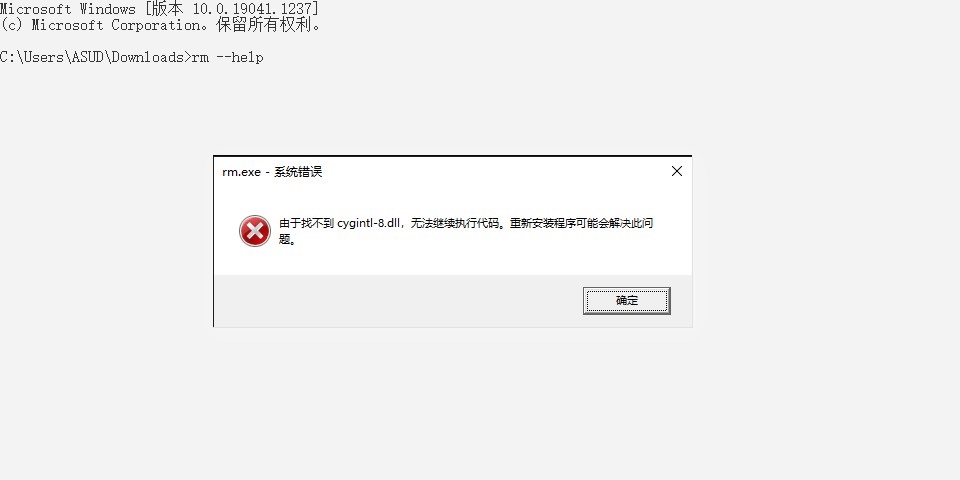 Microsoft Windows [版本 10.0.19041.1237]
(c) Microsoft Corporation。保留所有权利。
C:\Users\ASUD\Downloads>rm --help
rm.exe - 系统错误
由于找不到 cygintl-8.dll，无法继续执行代码。重新安装程序可能会解决此问
题。
确定